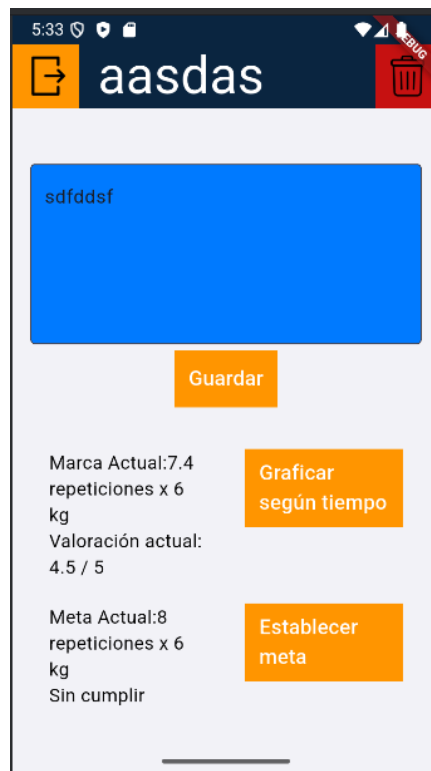 5:33
DEBUG
aasdas
sdfddsf
Guardar
Marca Actual:7.4
repeticiones x 6
kg
Valoración actual:
4.5 / 5
Graficar
según tiempo
Meta Actual:8
repeticiones x 6
kg
Sin cumplir
Establecer
meta